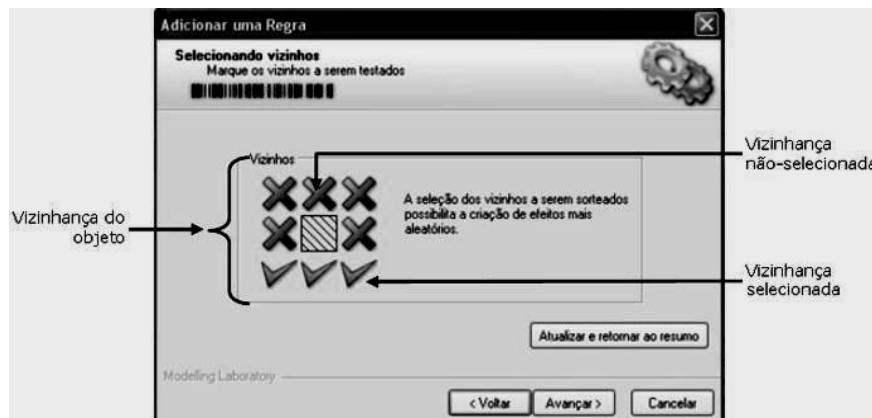 Adicionar uma Regra
Selecionando vizinhos
Marque os vizinhos a serem testados
Vizinhança
não-selecionada
Vizinhos
A seleção dos vizinhos a serem sorteados
possibilita a criação de efeitos mais
aleatórios.
Vizinhança do
objeto
Vizinhança
selecionada
Atualizar e retornar ao resumo
Modelling Laboratory
< Voltar
Avançar >
Cancelar